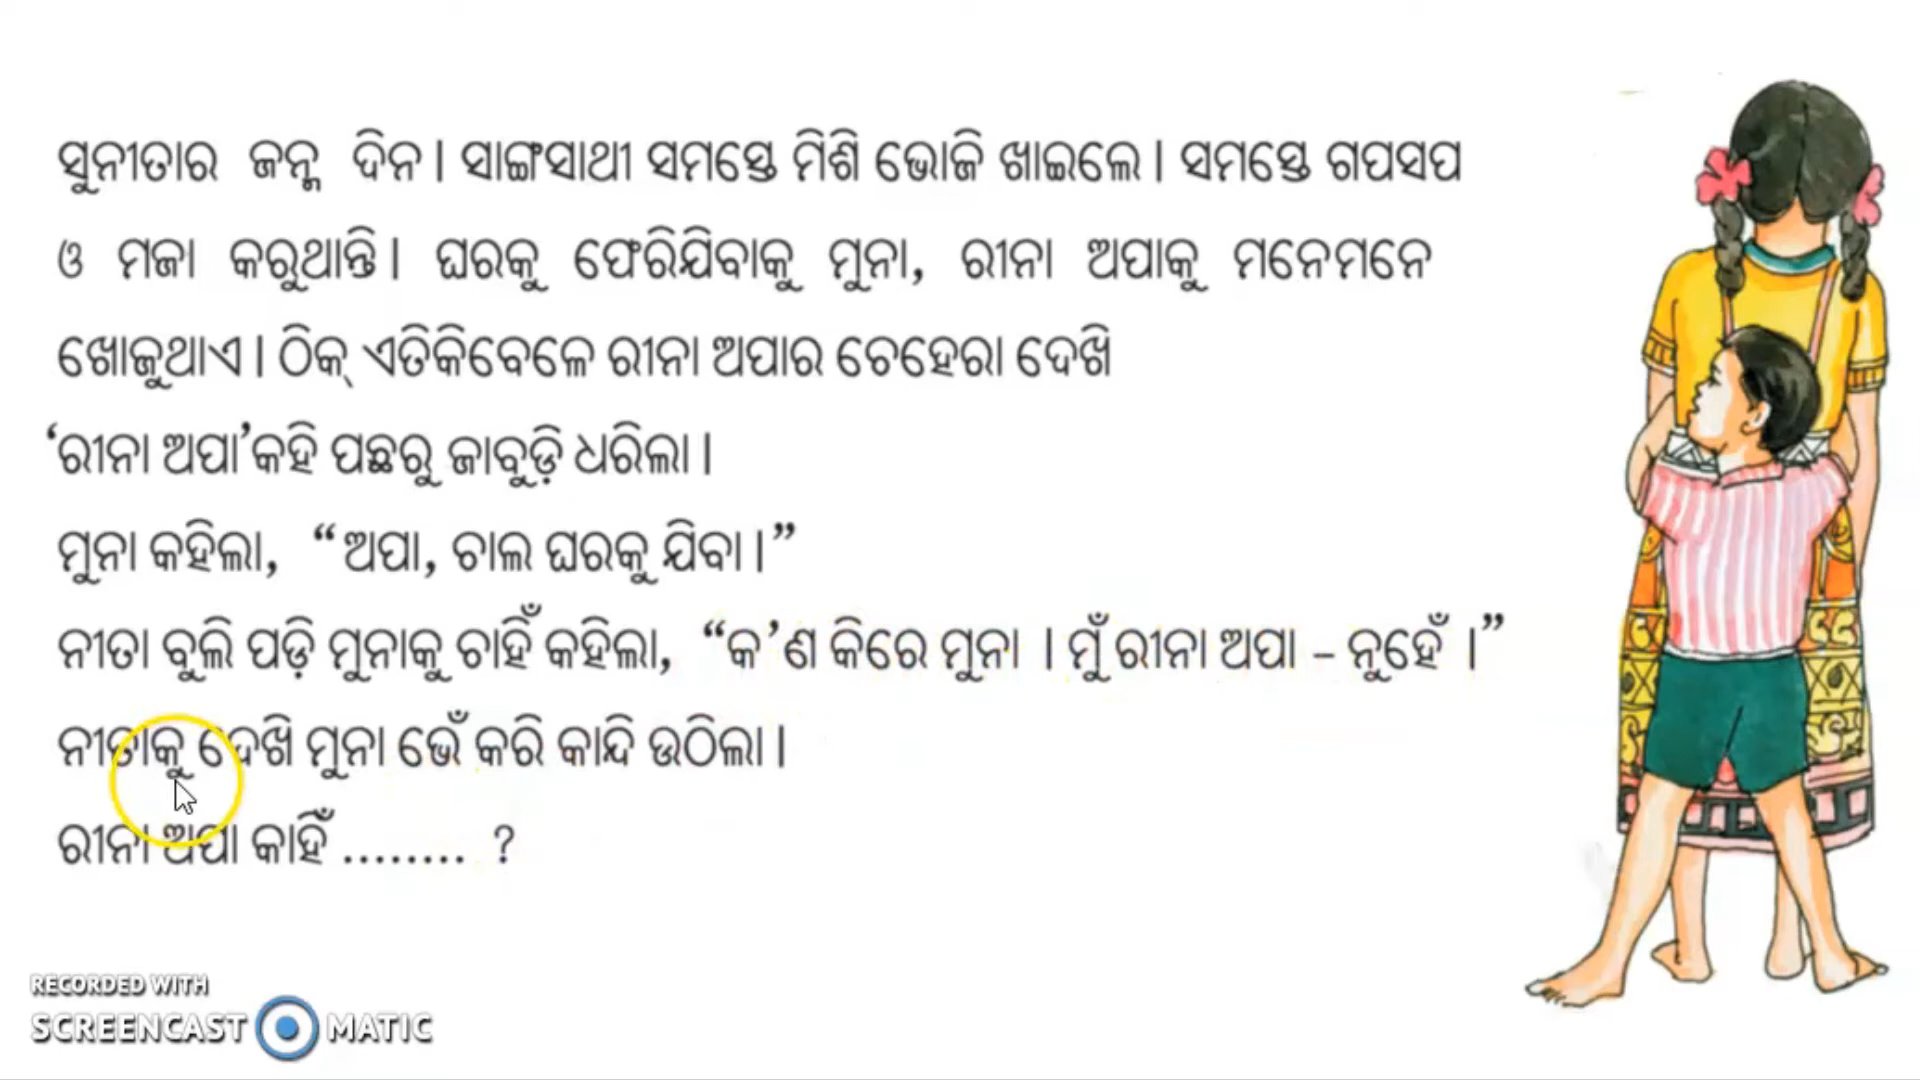 ସୁନୀତାର ଜନ୍ମ ଦିନ। ସାଙ୍ଗସାଥୀ ସମସ୍ତେ ମିଶି ଭୋଜି ଖାଇଲେ। ସମସ୍ତେ ଗପସପ
ଓ ମଜା କରୁଥାନ୍ତି। ଘରକୁ ଫେରିଯିବାକୁ ମୁନା, ରୀନା ଅପାକୁ ମନେମନେ
ଖୋଜୁଥାଏ। ଠିକ୍ ଏତିକିବେଳେ ରୀନା ଅପାର ଚେହେରା ଦେଖି
‘ରୀନା ଅପା’କହି ପଛରୁ ଜାବୁଡ଼ି ଧରିଲା।
ମୁନା କହିଲା, “ଅପା, ଚାଲ ଘରକୁ ଯିବା।”
ନୀତା ବୁଲି ପଡ଼ି ମୁନାକୁ ଚାହିଁ କହିଲା, “କ’ଣ କିରେ ମୁନା । ମୁଁ ରୀନା ଅପା – ନୁହେଁ ।”
ନୀତାକୁ ଦେଖି ମୁନା ଭେଁ କରି କାନ୍ଦି ଉଠିଲା।
ରୀନା ଅପା କାହିଁ ........ ?
RECORDED WITH
SCREENCAST MATIC